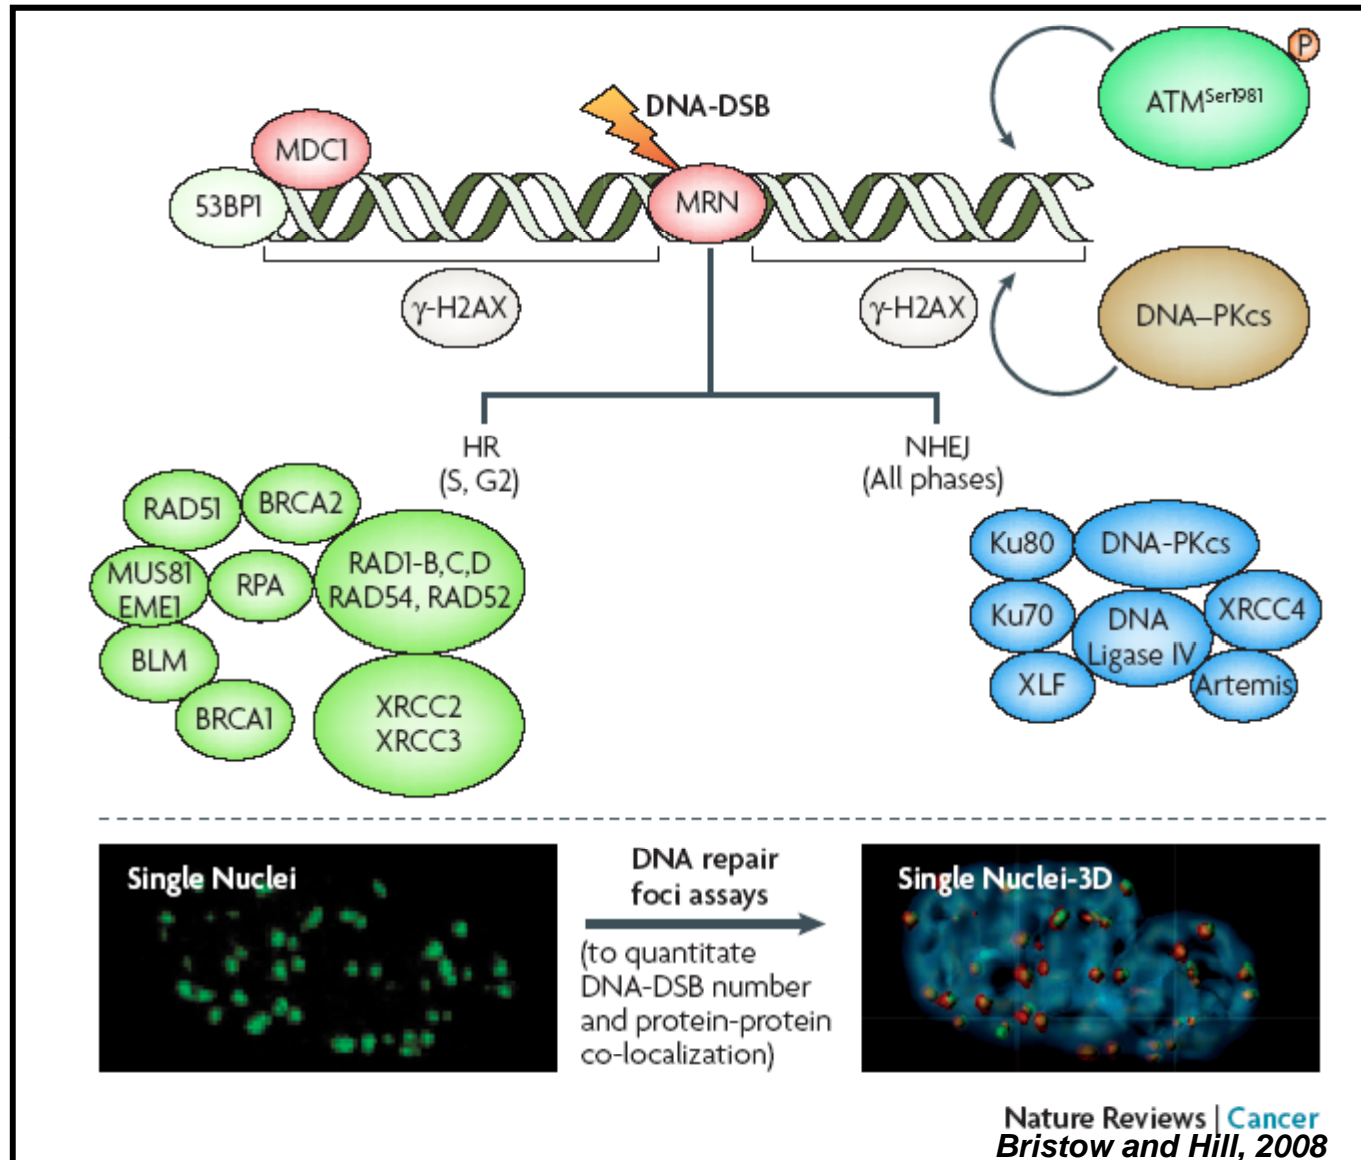 P
ATMSer1981
DNA-DSB
MDC1
53BP1
MRN
γ-H2AX
γ-H2AX
DNA–PKcs
HR
(S, G2)
NHEJ
(All phases)
RAD51
BRCA2
MUS81
EME1
RPA
RAD1-B,C,D
RAD54, RAD52
BLM
BRCA1
XRCC2
XRCC3
Ku80
DNA-PKcs
Ku70
DNA
Ligase IV
XRCC4
XLF
Artemis
Single Nuclei
DNA repair
foci assays
(to quantitate
DNA-DSB number
and protein-protein
co-localization)
Single Nuclei-3D
Nature Reviews | Cancer
Bristow and Hill, 2008